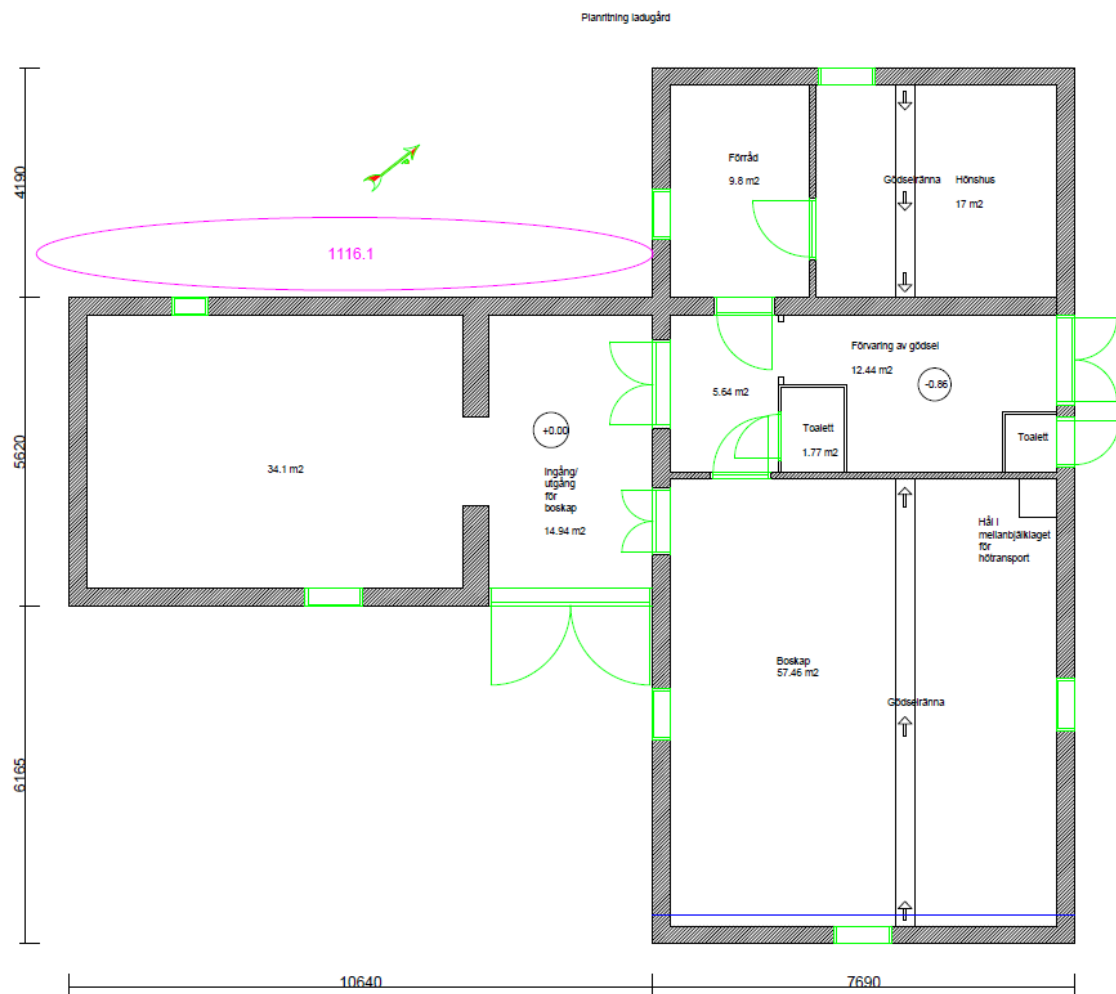 Planritning ladugård
4190
Förråd
9.8 m2
Gödselränna
Hönshus
17 m2
1116.1
Förvaring av gödsel
12.44 m2
-0.86
5.64 m2
Toalett
1.77 m2
Toalett
+0.00
34.1 m2
5620
Ingång/
utgång
för
boskap
14.94 m2
Hål i
mellanbjälklaget
för
hötransport
Boskap
57.46 m2
Gödselränna
6165
10640
7690